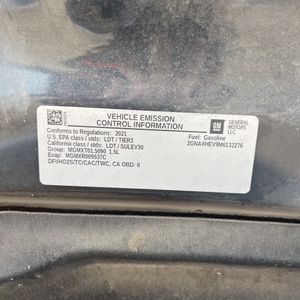 VEHICLE EMISSION
CONTROL INFORMATION
GM
GENERAL
MOTORS
LLC
Conforms to Regulations: 2021
Fuel: Gasoline
U.S. EPA class / stds: LDT / TIER3
2GNAXHEV9M6132276
California class / stds: LDT / SULEV30
Group: MGMXT01.5090 1.5L
Evap: MGMXR009537C
DFI/HO2S/TC/CAC/TWC, CA OBD: II